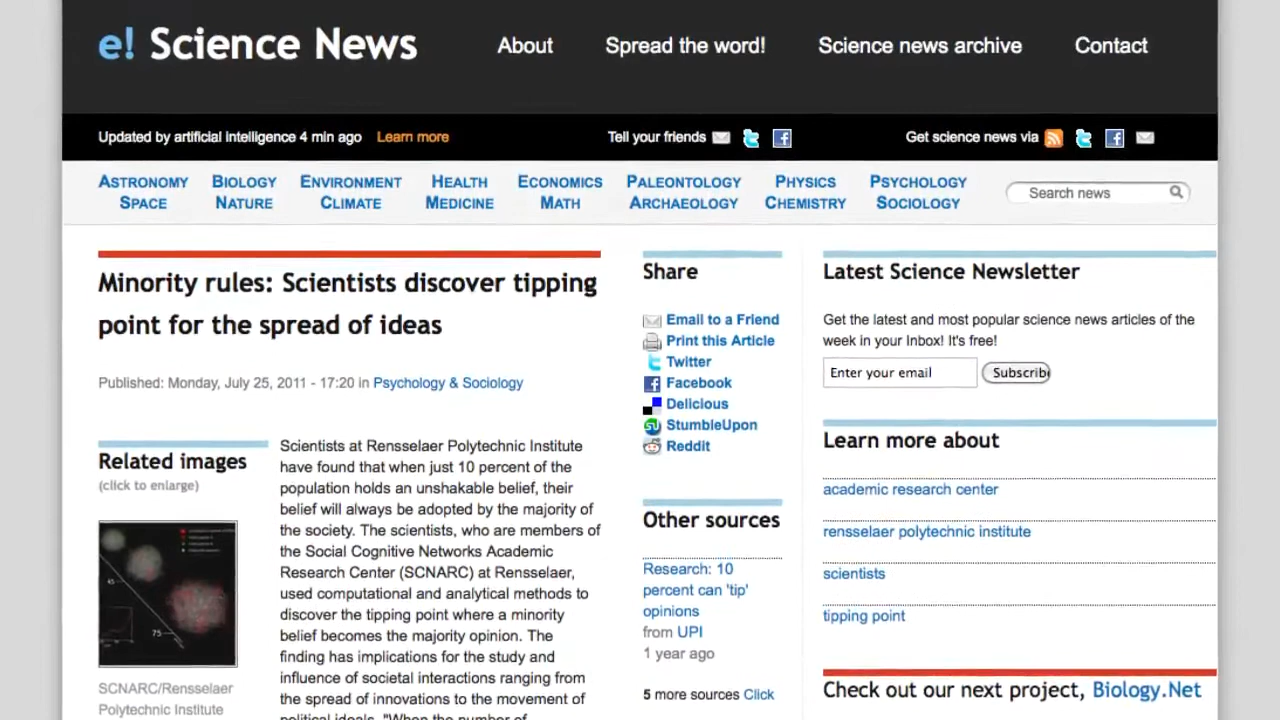 e! Science News
About Spread the word! Science news archive Contact
Updated by artificial intelligence 4 min ago Learn more
Tell your friends
Get science news via
ASTRONOMY SPACE
BIOLOGY NATURE
ENVIRONMENT CLIMATE
HEALTH MEDICINE
ECONOMICS MATH
PALEONTOLOGY ARCHAEOLOGY
PHYSICS CHEMISTRY
PSYCHOLOGY SOCIOLOGY
Search news
Minority rules: Scientists discover tipping
point for the spread of ideas
Published: Monday, July 25, 2011 - 17:20 in Psychology & Sociology
Related images
(click to enlarge)
45
75
SCNARC/Rensselaer
Polytechnic Institute
Scientists at Rensselaer Polytechnic Institute
have found that when just 10 percent of the
population holds an unshakable belief, their
belief will always be adopted by the majority of
the society. The scientists, who are members of
the Social Cognitive Networks Academic
Research Center (SCNARC) at Rensselaer,
used computational and analytical methods to
discover the tipping point where a minority
belief becomes the majority opinion. The
finding has implications for the study and
influence of societal interactions ranging from
the spread of innovations to the movement of
political ideals. "When the number of
Share
Email to a Friend
Print this Article
Twitter
Facebook
Delicious
StumbleUpon
Reddit
Other sources
Research: 10
percent can 'tip'
opinions
from UPI
1 year ago
5 more sources Click
Latest Science Newsletter
Get the latest and most popular science news articles of the
week in your Inbox! It's free!
Enter your email Subscribe
Learn more about
academic research center
rensselaer polytechnic institute
scientists
tipping point
Check out our next project, Biology.Net